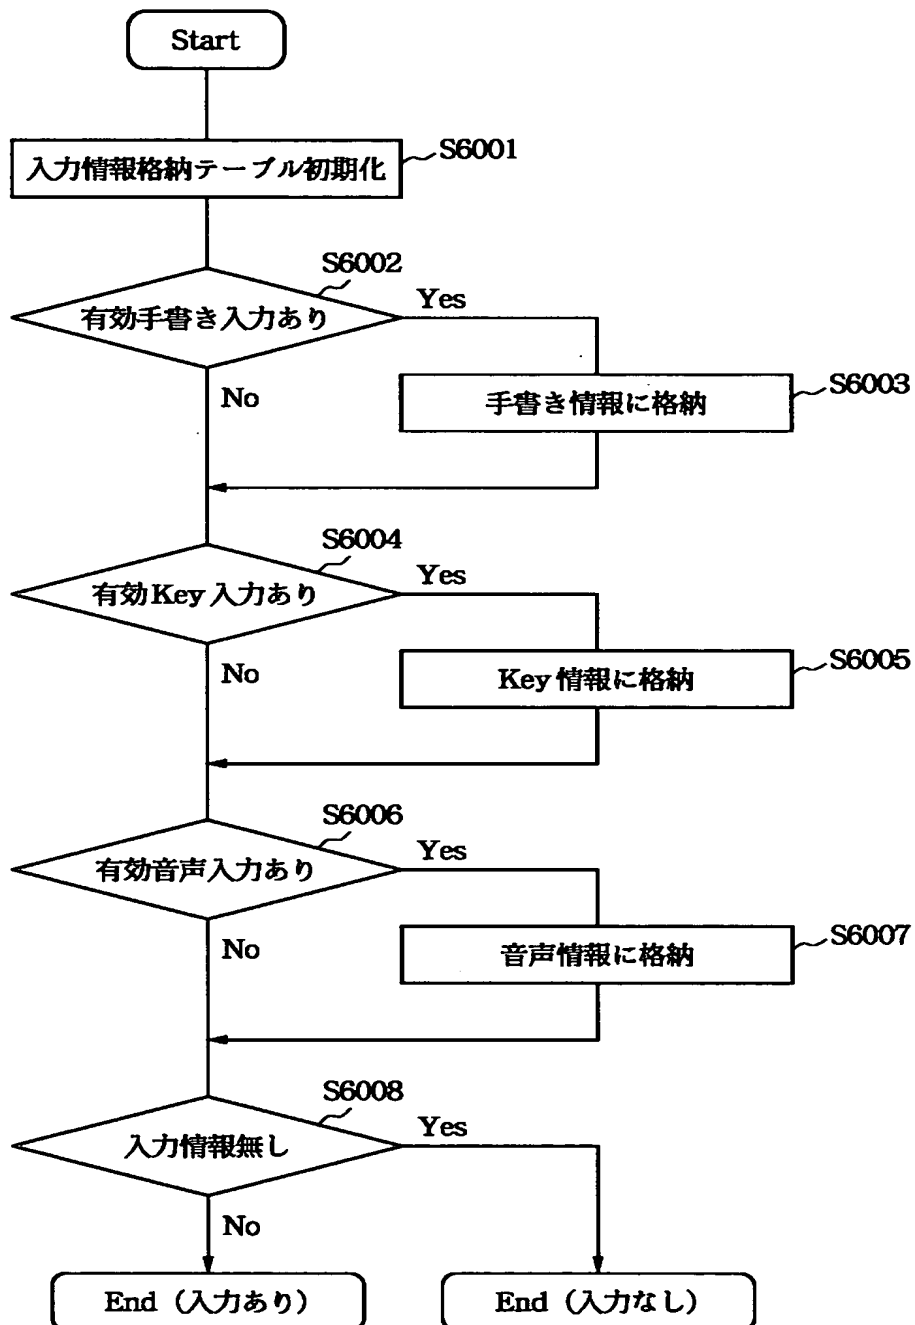 Start
入力情報格納テーブル初期化
S6001
S6002
有効手書き入力あり
Yes
No
手書き情報に格納
S6003
S6004
有効Key入力あり
Yes
No
Key情報に格納
S6005
S6006
有効音声入力あり
Yes
No
音声情報に格納
S6007
S6008
入力情報無し
Yes
No
End（入力あり）
End（入力なし）